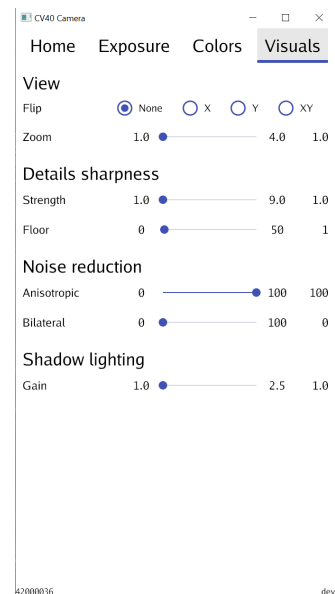 CV40 Camera
Home Exposure Colors Visuals
View
Flip None X Y XY
Zoom 1.0 4.0 1.0
Details sharpness
Strength 1.0 9.0 1.0
Floor 0 50 1
Noise reduction
Anisotropic 0 100 100
Bilateral 0 100 0
Shadow lighting
Gain 1.0 2.5 1.0
42000036 dev